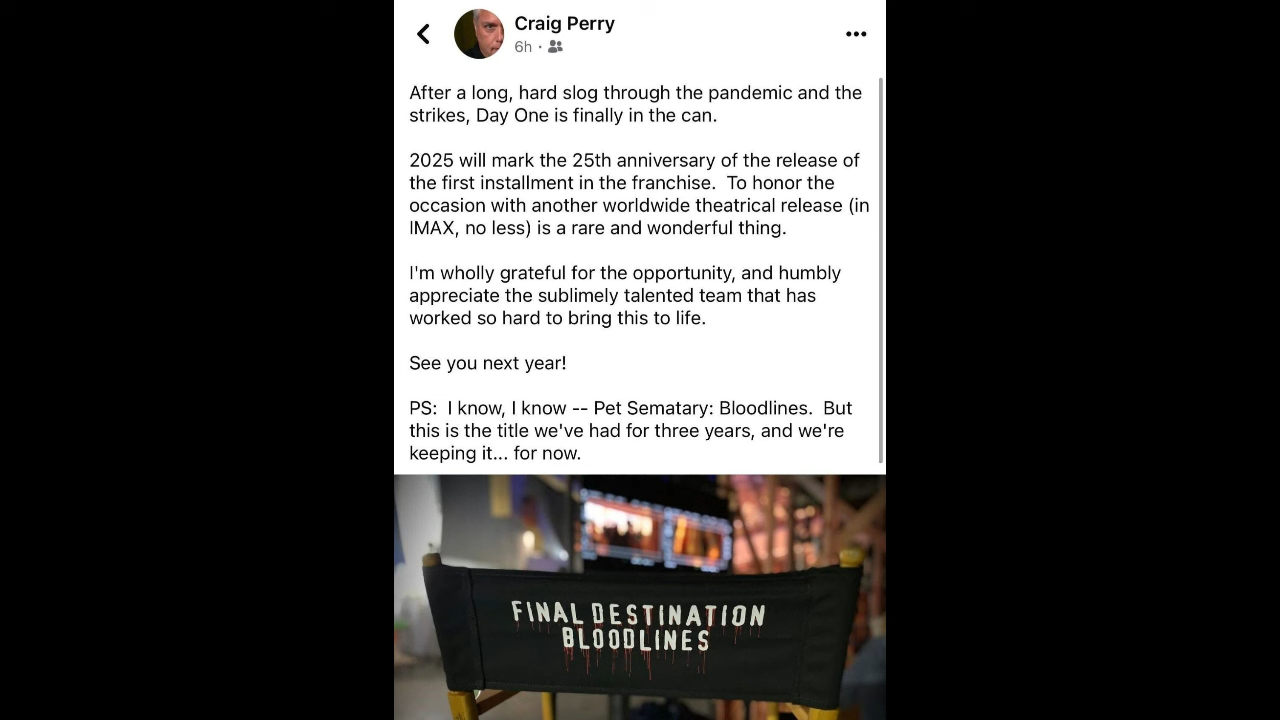 Craig Perry
6h ·
After a long, hard slog through the pandemic and the
strikes, Day One is finally in the can.
2025 will mark the 25th anniversary of the release of
the first installment in the franchise.  To honor the
occasion with another worldwide theatrical release (in
IMAX, no less) is a rare and wonderful thing.
I'm wholly grateful for the opportunity, and humbly
appreciate the sublimely talented team that has
worked so hard to bring this to life.
See you next year!
PS:  I know, I know -- Pet Sematary: Bloodlines.  But
this is the title we've had for three years, and we're
keeping it... for now.
FINAL DESTINATION
BLOODLINES